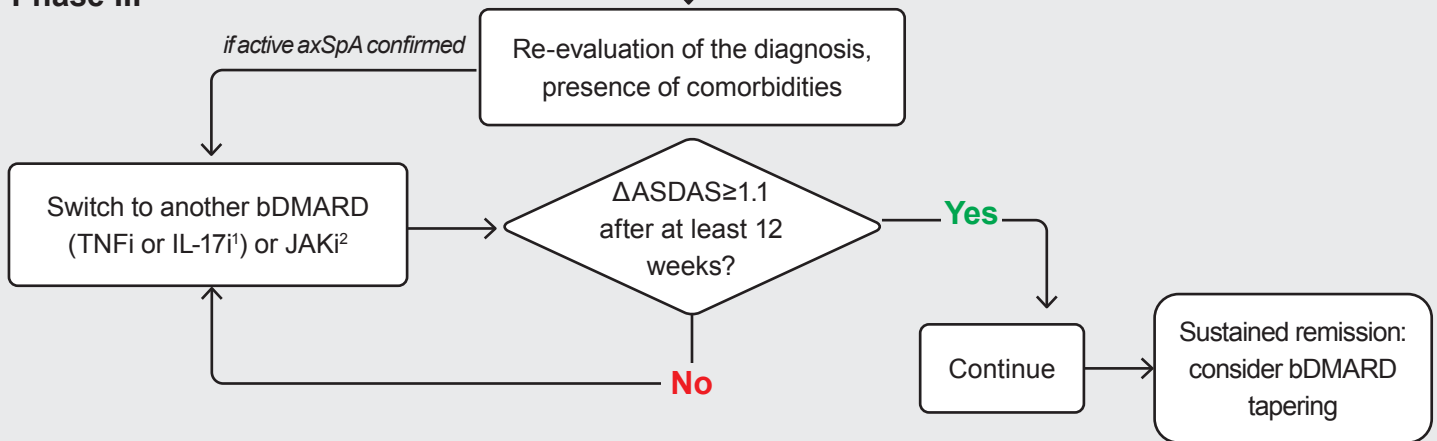 Phase III
if active axSpA confirmed
Re-evaluation of the diagnosis,
presence of comorbidities
Switch to another bDMARD
(TNFi or IL-17i¹) or JAKi²
ΔASDAS≥1.1
after at least 12
weeks?
Yes
No
Continue
Sustained remission:
consider bDMARD
tapering